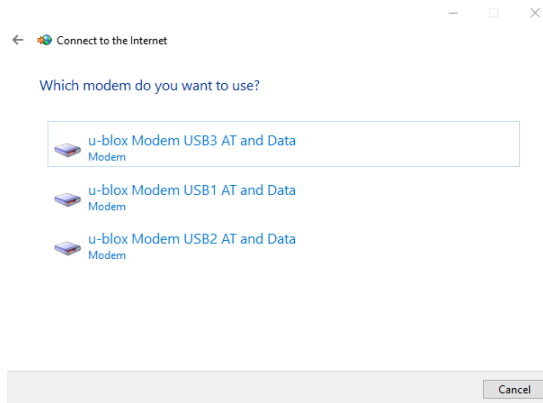 Connect to the Internet
Which modem do you want to use?
u-blox Modem USB3 AT and Data
Modem
u-blox Modem USB1 AT and Data
Modem
u-blox Modem USB2 AT and Data
Modem
Cancel